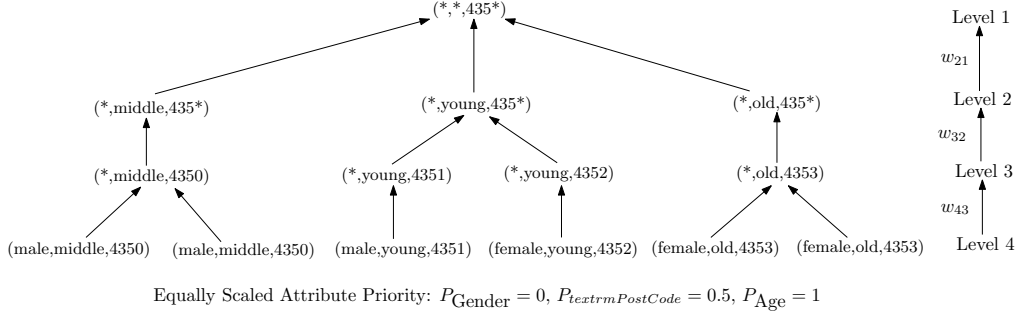 (*,*,435*) Level 1
w21
(*,middle,435*) (*,young,435*) (*,old,435*) Level 2
w32
(*,middle,4350) (*,young,4351) (*,young,4352) (*,old,4353) Level 3
w43
(male,middle,4350) (male,middle,4350) (male,young,4351) (female,young,4352) (female,old,4353) (female,old,4353) Level 4
Equally Scaled Attribute Priority: PGender = 0, PtextrmPostCode = 0.5, PAge = 1